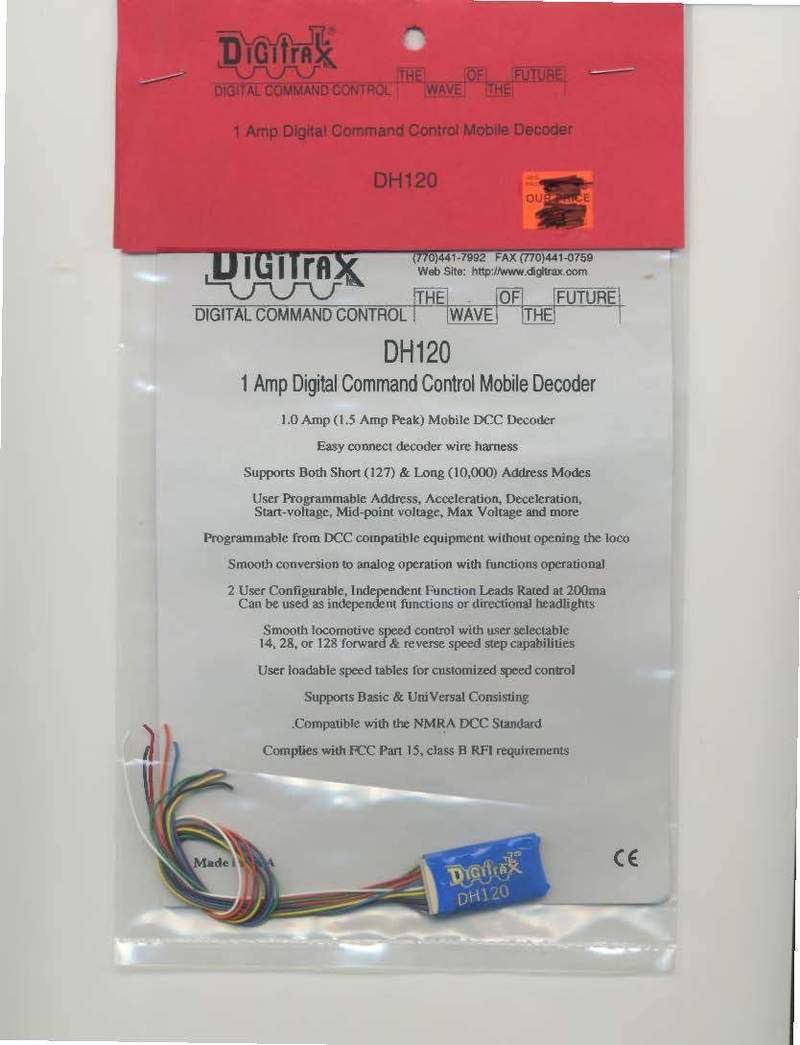 DIGITRAX
DIGITAL COMMAND CONTROL THE WAVE OF THE FUTURE
1 Amp Digital Command Control Mobile Decoder
DH120
OUR PRICE
(770)441-7992 FAX (770)441-0759
DIGITRAX
Web Site: http://www.digitrax.com
DIGITAL COMMAND CONTROL THE WAVE OF THE FUTURE
DH120
1 Amp Digital Command Control Mobile Decoder
1.0 Amp (1.5 Amp Peak) Mobile DCC Decoder
Easy connect decoder wire harness
Supports Both Short (127) & Long (10,000) Address Modes
User Programmable Address, Acceleration, Deceleration,
Start-voltage, Mid-point voltage, Max Voltage and more
Programmable from DCC compatible equipment without opening the loco
Smooth conversion to analog operation with functions operational
2 User Configurable, Independent Function Leads Rated at 200ma
Can be used as independent functions or directional headlights
Smooth locomotive speed control with user selectable
14, 28, or 128 forward & reverse speed step capabilities
User loadable speed tables for customized speed control
Supports Basic & UniVersal Consisting
.Compatible with the NMRA DCC Standard
Complies with FCC Part 15, class B RFI requirements
Made
CE
DIGITRAX
DH120